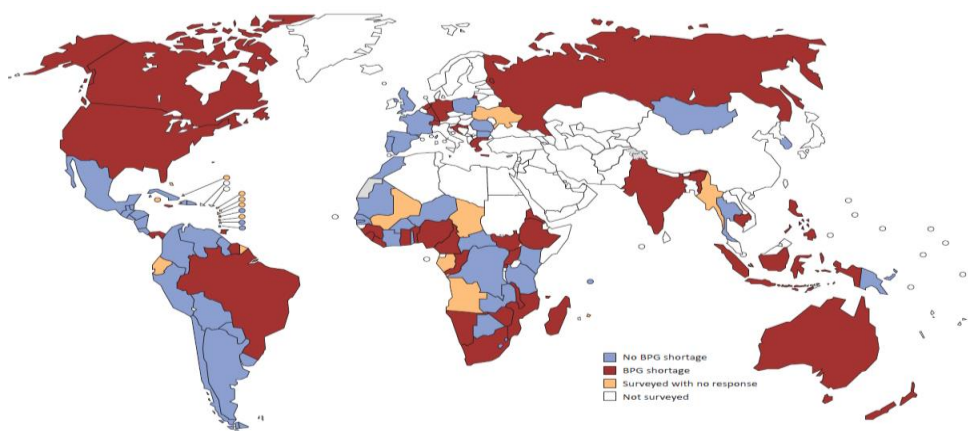 No BPG shortage
BPG shortage
Surveyed with no response
Not surveyed